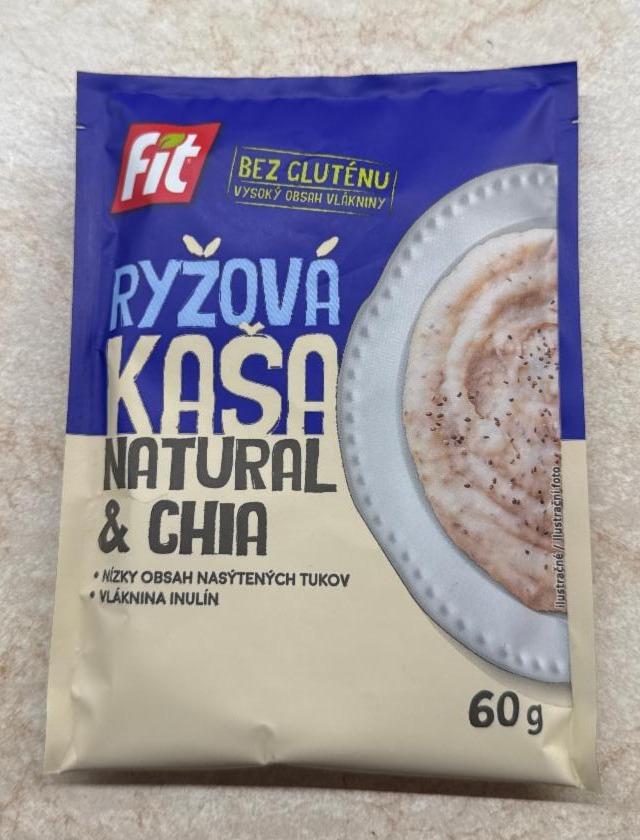 fit
BEZ GLUTÉNU
VYSOKÝ OBSAH VLÁKNINY
RYŽOVÁ
KAŠA
NATURAL
& CHIA
• NÍZKY OBSAH NASÝTENÝCH TUKOV
• VLÁKNINA INULÍN
ilustračné / ilustrační foto
60 g